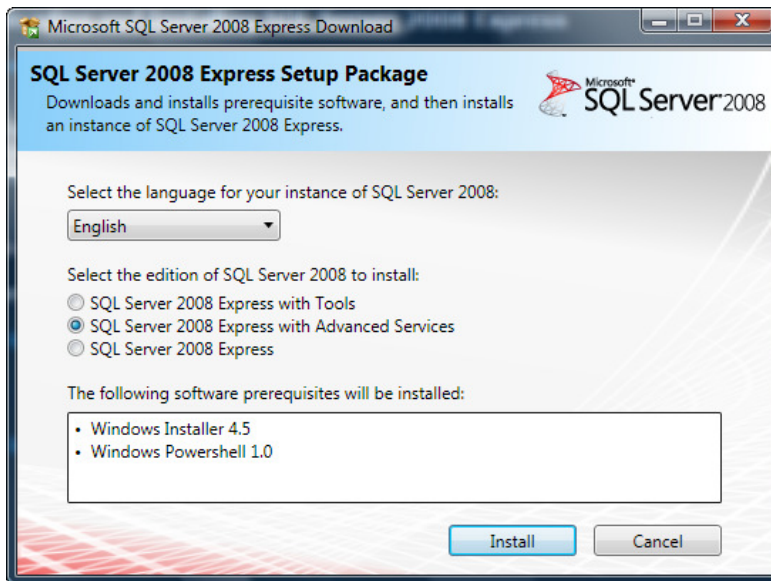 Microsoft SQL Server 2008 Express Download
SQL Server 2008 Express Setup Package
Downloads and installs prerequisite software, and then installs
an instance of SQL Server 2008 Express.
Microsoft®
SQL Server®2008
Select the language for your instance of SQL Server 2008:
English
Select the edition of SQL Server 2008 to install:
SQL Server 2008 Express with Tools
SQL Server 2008 Express with Advanced Services
SQL Server 2008 Express
The following software prerequisites will be installed:
• Windows Installer 4.5
• Windows Powershell 1.0
Install
Cancel